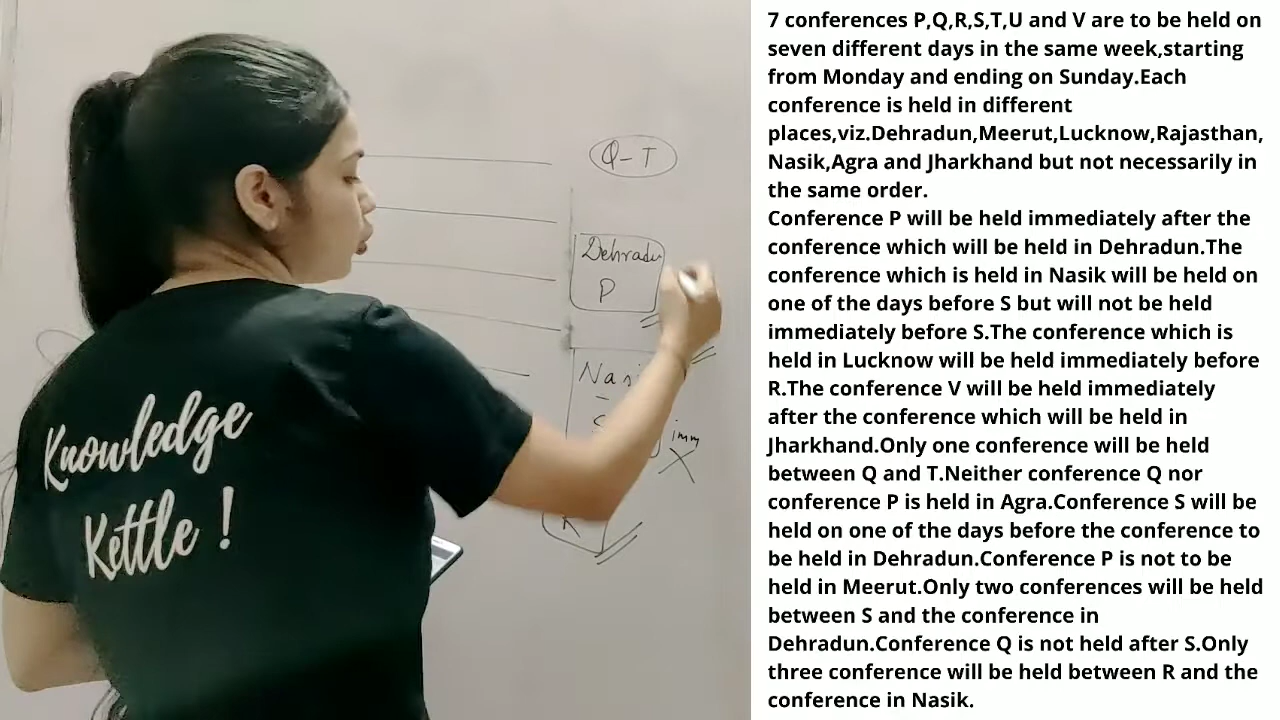 Q-T
Dehradu
P
Nasi
S
imm
X
R
Knowledge
Kettle !
7 conferences P,Q,R,S,T,U and V are to be held on
seven different days in the same week,starting
from Monday and ending on Sunday.Each
conference is held in different
places,viz.Dehradun,Meerut,Lucknow,Rajasthan,
Nasik,Agra and Jharkhand but not necessarily in
the same order.
Conference P will be held immediately after the
conference which will be held in Dehradun.The
conference which is held in Nasik will be held on
one of the days before S but will not be held
immediately before S.The conference which is
held in Lucknow will be held immediately before
R.The conference V will be held immediately
after the conference which will be held in
Jharkhand.Only one conference will be held
between Q and T.Neither conference Q nor
conference P is held in Agra.Conference S will be
held on one of the days before the conference to
be held in Dehradun.Conference P is not to be
held in Meerut.Only two conferences will be held
between S and the conference in
Dehradun.Conference Q is not held after S.Only
three conference will be held between R and the
conference in Nasik.